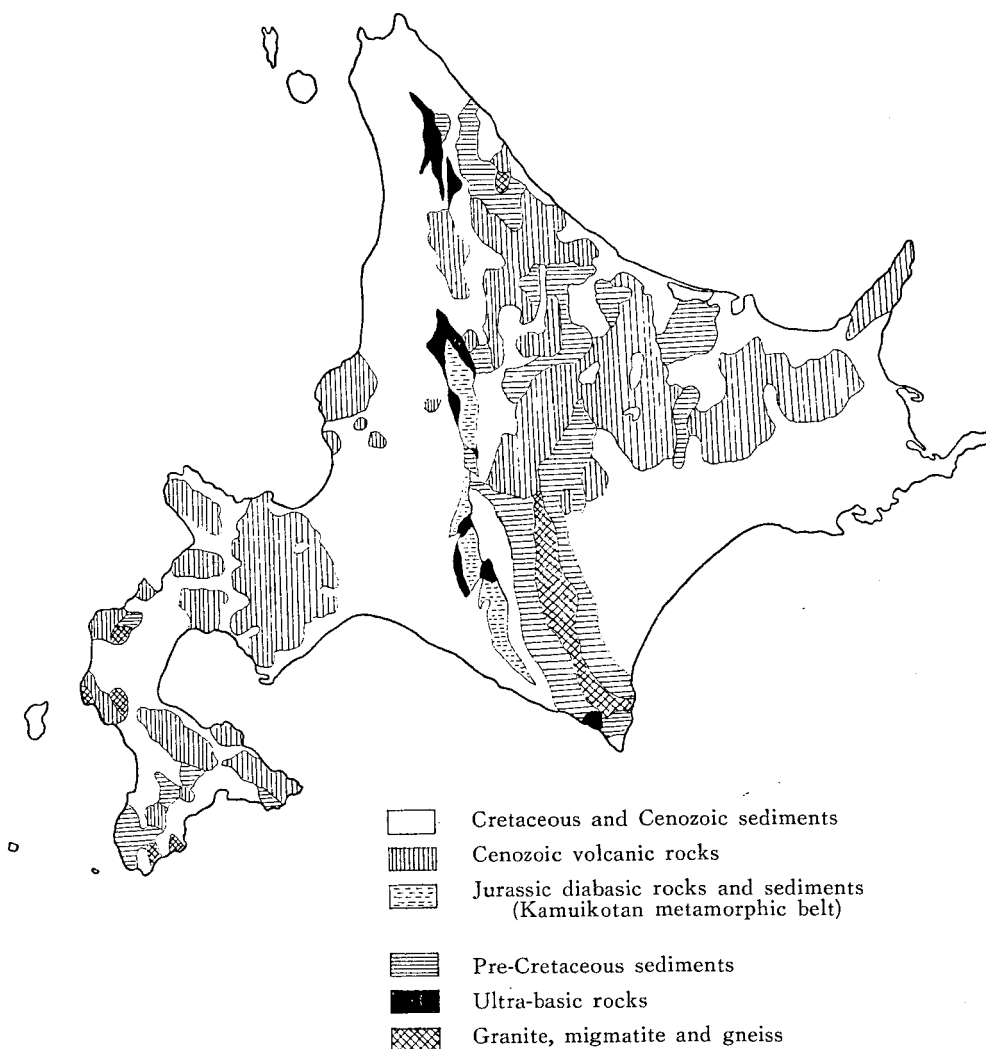 Cretaceous and Cenozoic sediments
Cenozoic volcanic rocks
Jurassic diabasic rocks and sediments
(Kamuikotan metamorphic belt)
Pre-Cretaceous sediments
Ultra-basic rocks
Granite, migmatite and gneiss